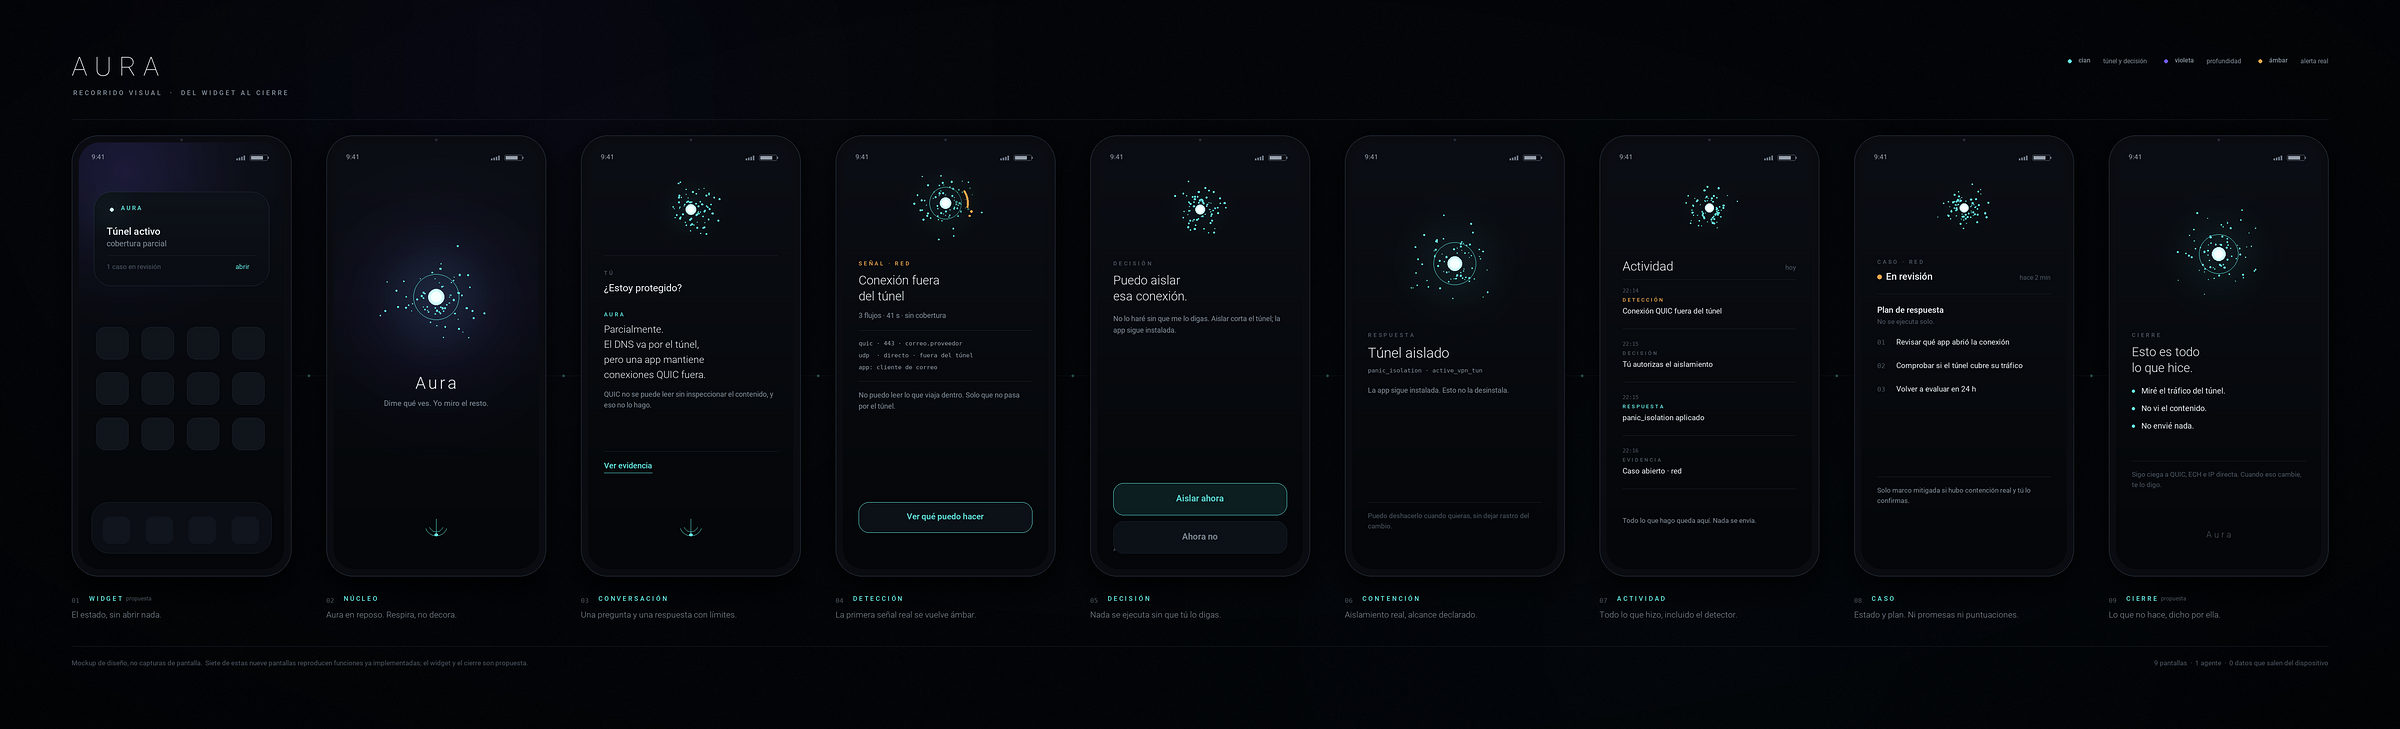 AURA
RECORRIDO VISUAL · DEL WIDGET AL CIERRE
cian túnel y decisión violeta profundidad ámbar alerta real
9:41
AURA
Túnel activo
cobertura parcial
1 caso en revisión abrir
01 WIDGET propuesta
El estado, sin abrir nada.
9:41
Aura
Dime qué ves. Yo miro el resto.
02 NÚCLEO
Aura en reposo. Respira, no decora.
9:41
TÚ
¿Estoy protegido?
AURA
Parcialmente.
El DNS va por el túnel,
pero una app mantiene
conexiones QUIC fuera.
QUIC no se puede leer sin inspeccionar el contenido, y
eso no lo hago.
Ver evidencia
03 CONVERSACIÓN
Una pregunta y una respuesta con límites.
9:41
SEÑAL · RED
Conexión fuera
del túnel
3 flujos · 41 s · sin cobertura
quic · 443 · correo.proveedor
udp · directo · fuera del túnel
app: cliente de correo
No puedo leer lo que viaja dentro. Solo que no pasa
por el túnel.
Ver qué puedo hacer
04 DETECCIÓN
La primera señal real se vuelve ámbar.
9:41
DECISIÓN
Puedo aislar
esa conexión.
No lo haré sin que me lo digas. Aislar corta el túnel; la
app sigue instalada.
Aislar ahora
Ahora no
05 DECISIÓN
Nada se ejecuta sin que tú lo digas.
9:41
RESPUESTA
Túnel aislado
panic_isolation · active_vpn_tun
La app sigue instalada. Esto no la desinstala.
Puedo deshacerlo cuando quieras, sin dejar rastro del
cambio.
06 CONTENCIÓN
Aislamiento real, alcance declarado.
9:41
Actividad hoy
22:14
DETECCIÓN
Conexión QUIC fuera del túnel
22:15
DECISIÓN
Tú autorizas el aislamiento
22:15
RESPUESTA
panic_isolation aplicado
22:16
EVIDENCIA
Caso abierto · red
Todo lo que hago queda aquí. Nada se envía.
07 ACTIVIDAD
Todo lo que hizo, incluido el detector.
9:41
CASO · RED
En revisión hace 2 min
Plan de respuesta
No se ejecuta solo.
01 Revisar qué app abrió la conexión
02 Comprobar si el túnel cubre su tráfico
03 Volver a evaluar en 24 h
Solo marco mitigada si hubo contención real y tú lo
confirmas.
08 CASO
Estado y plan. Ni promesas ni puntuaciones.
9:41
CIERRE
Esto es todo
lo que hice.
Miré el tráfico del túnel.
No vi el contenido.
No envié nada.
Sigo ciega a QUIC, ECH e IP directa. Cuando eso cambie,
te lo digo.
Aura
09 CIERRE propuesta
Lo que no hace, dicho por ella.
Mockup de diseño, no capturas de pantalla. Siete de estas nueve pantallas reproducen funciones ya implementadas; el widget y el cierre son propuesta.
9 pantallas · 1 agente · 0 datos que salen del dispositivo